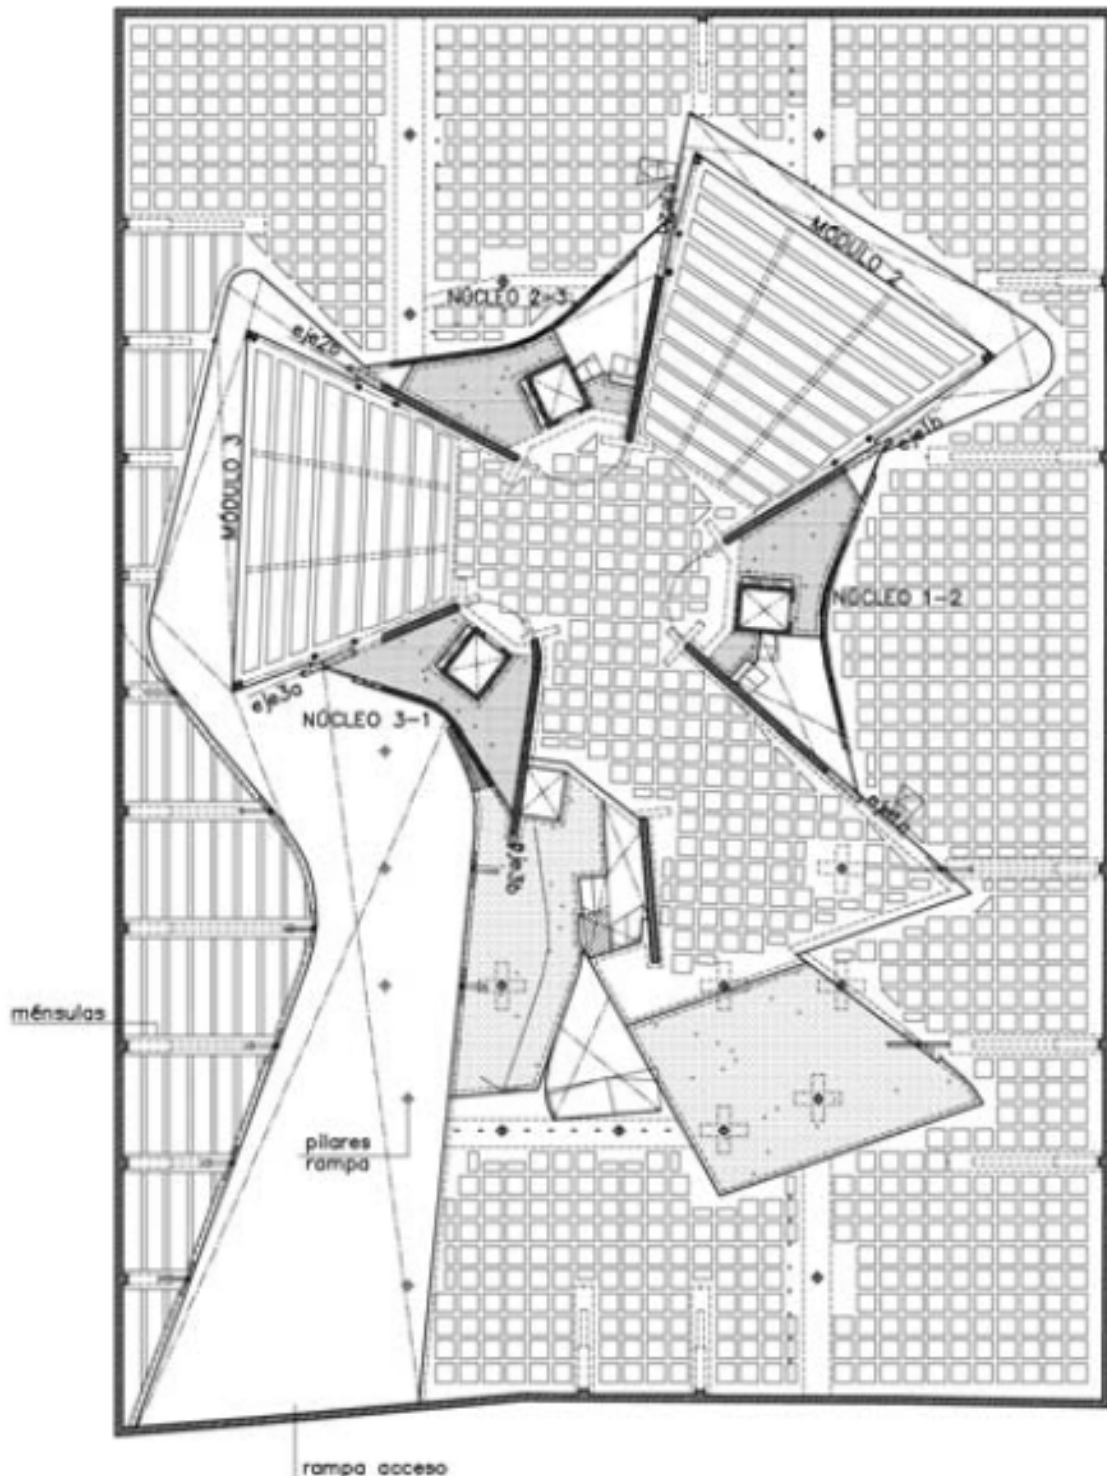 MÓDULO 2
NÚCLEO 2-3
eje2b
eje1b
MÓDULO 3
NÚCLEO 1-2
eje3a
NÚCLEO 3-1
eje3b
ménsulas
pilares
rampa
rampa acceso